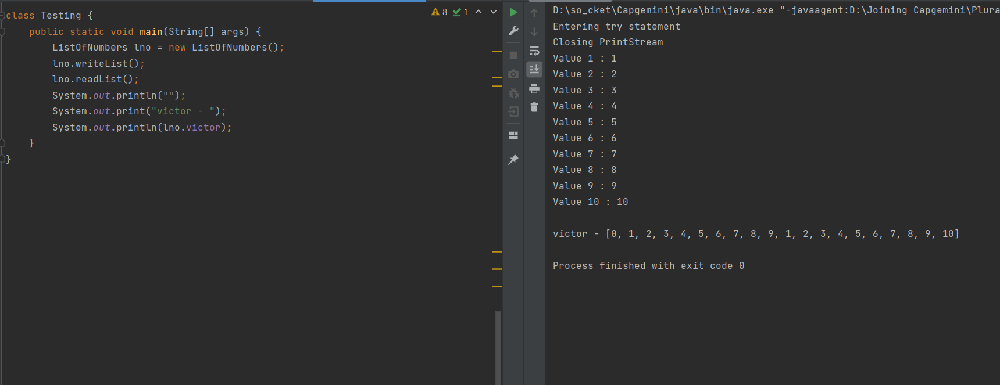 class Testing {
    public static void main(String[] args) {
        ListOfNumbers lno = new ListOfNumbers();
        lno.writeList();
        lno.readList();
        System.out.println("");
        System.out.print("victor - ");
        System.out.println(lno.victor);
    }
}
8 1
D:\so_cket\Capgemini\java\bin\java.exe "-javaagent:D:\Joining Capgemini\Plura
Entering try statement
Closing PrintStream
Value 1 : 1
Value 2 : 2
Value 3 : 3
Value 4 : 4
Value 5 : 5
Value 6 : 6
Value 7 : 7
Value 8 : 8
Value 9 : 9
Value 10 : 10
victor - [0, 1, 2, 3, 4, 5, 6, 7, 8, 9, 1, 2, 3, 4, 5, 6, 7, 8, 9, 10]
Process finished with exit code 0